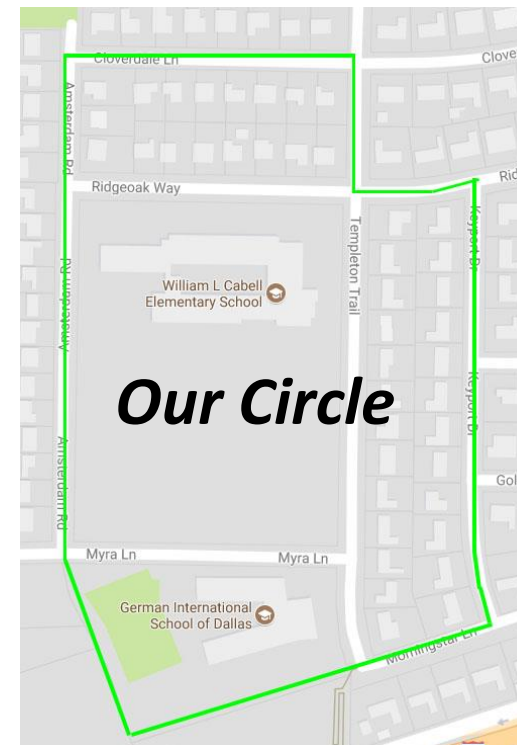 Cloverdale Ln
Clove
Amsterdam Rd
Ridgeoak Way
Rid
Keyport Dr
Templeton Trail
Amsterdam Rd
William L Cabell
Elementary School
Our Circle
Keyport Dr
Amsterdam Rd
Gol
Myra Ln
Myra Ln
German International
School of Dallas
Morningstar Ln